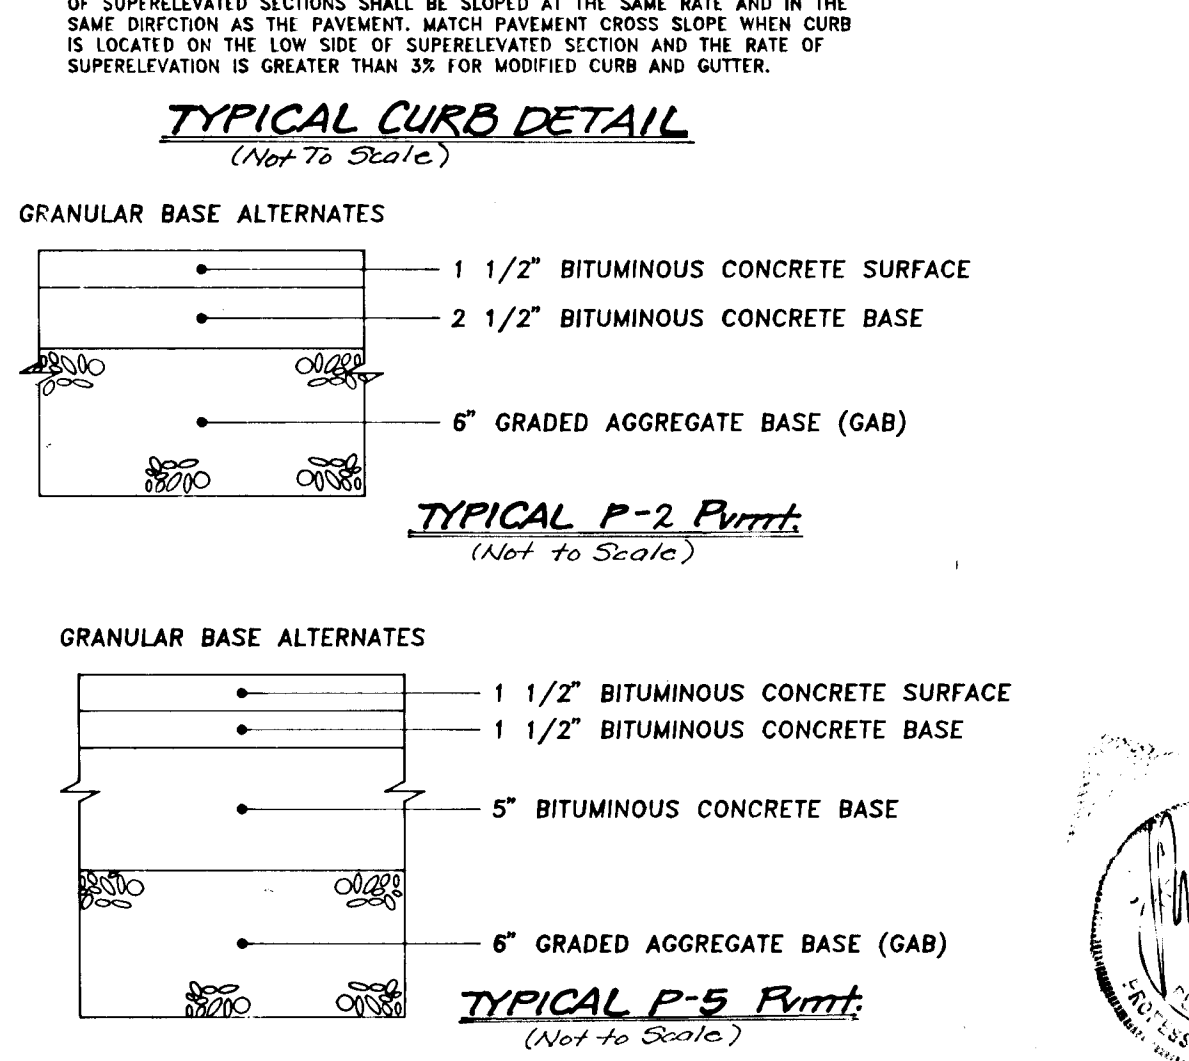 OF SUPERELEVATED SECTIONS SHALL BE SLOPED AT THE SAME RATE AND IN THE
SAME DIRECTION AS THE PAVEMENT. MATCH PAVEMENT CROSS SLOPE WHEN CURB
IS LOCATED ON THE LOW SIDE OF SUPERELEVATED SECTION AND THE RATE OF
SUPERELEVATION IS GREATER THAN 3% FOR MODIFIED CURB AND GUTTER.
TYPICAL CURB DETAIL
(Not To Scale)
GRANULAR BASE ALTERNATES
1 1/2" BITUMINOUS CONCRETE SURFACE
2 1/2" BITUMINOUS CONCRETE BASE
6" GRADED AGGREGATE BASE (GAB)
TYPICAL P-2 Pvmt.
(Not to Scale)
GRANULAR BASE ALTERNATES
1 1/2" BITUMINOUS CONCRETE SURFACE
1 1/2" BITUMINOUS CONCRETE BASE
5" BITUMINOUS CONCRETE BASE
6" GRADED AGGREGATE BASE (GAB)
TYPICAL P-5 Pvmt.
(Not to Scale)